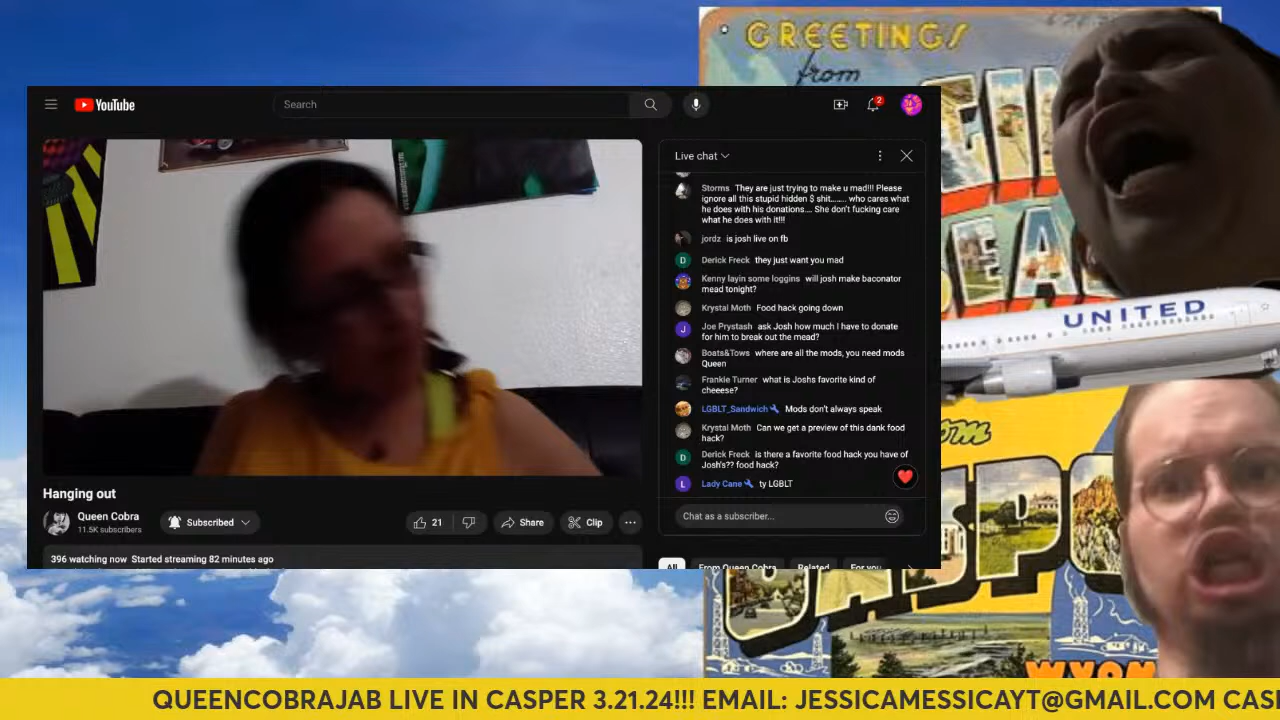 GREETINGS
from
YouTube
Search
2
Live chat
Storms They are just trying to make u mad!!! Please
ignore all this stupid hidden $ shit........ who cares what
he does with his donations.... She don't fucking care
what he does with it!!!
jordz is josh live on fb
Derick Freck they just want you mad
Kenny layin some loggins will josh make baconator
mead tonight?
Krystal Moth Food hack going down
Joe Prystash ask Josh how much I have to donate
for him to break out the mead?
Boats&Tows where are all the mods, you need mods
Queen
Frankie Turner what is Joshs favorite kind of
cheeese?
LGBLT_Sandwich Mods don't always speak
Krystal Moth Can we get a preview of this dank food
hack?
Derick Freck is there a favorite food hack you have of
Josh's?? food hack?
Lady Cane ty LGBLT
Chat as a subscriber...
Hanging out
Queen Cobra
11.5K subscribers
Subscribed
21
Share
Clip
396 watching now Started streaming 82 minutes ago
All From Queen Cobra Related For you
UNITED
QUEENCOBRAJAB LIVE IN CASPER 3.21.24!!! EMAIL: JESSICAMESSICAYT@GMAIL.COM